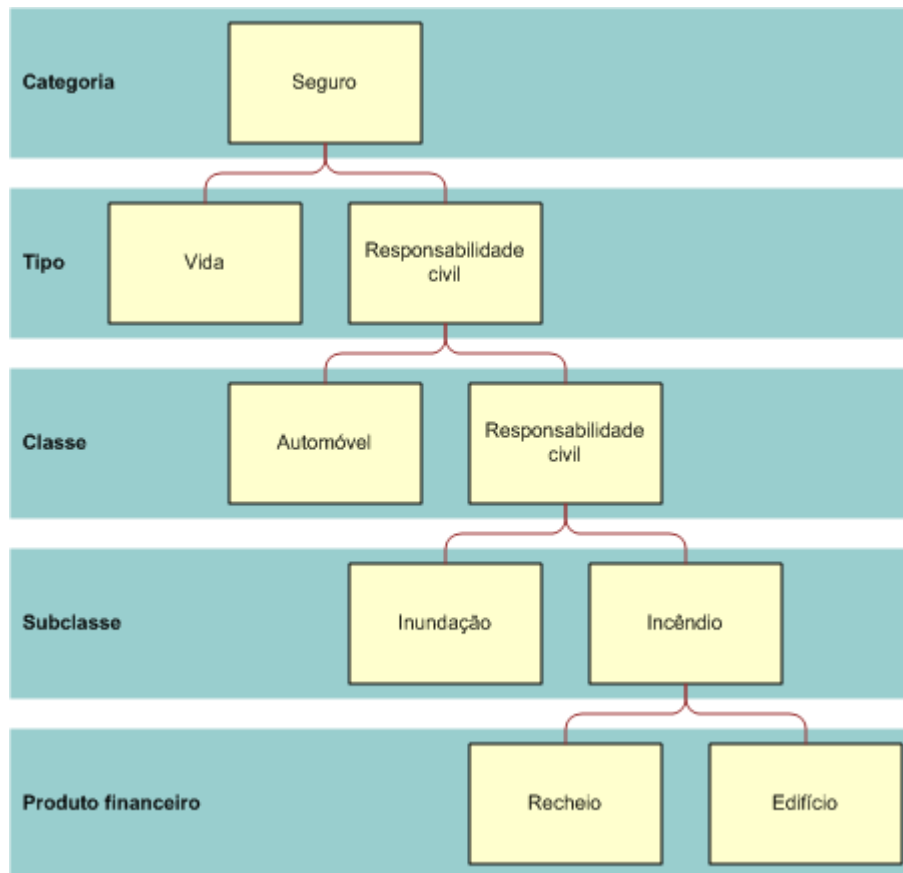 Categoria
Seguro
Tipo
Vida
Responsabilidade
civil
Classe
Automóvel
Responsabilidade
civil
Subclasse
Inundação
Incêndio
Produto financeiro
Recheio
Edifício